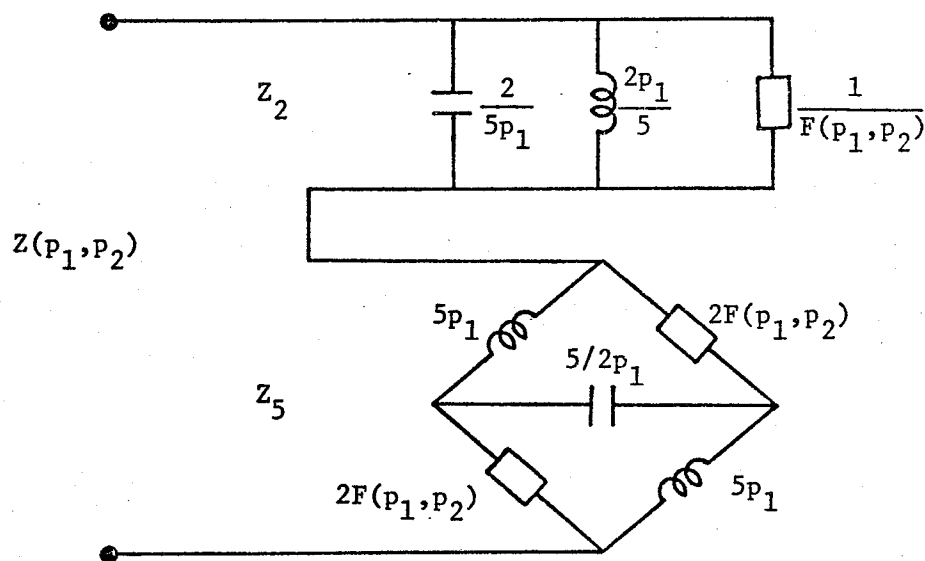 Z₂
2/5p₁
2p₁/5
1/F(p₁,p₂)
Z(p₁,p₂)
5p₁
2F(p₁,p₂)
5/2p₁
Z₅
2F(p₁,p₂)
5p₁